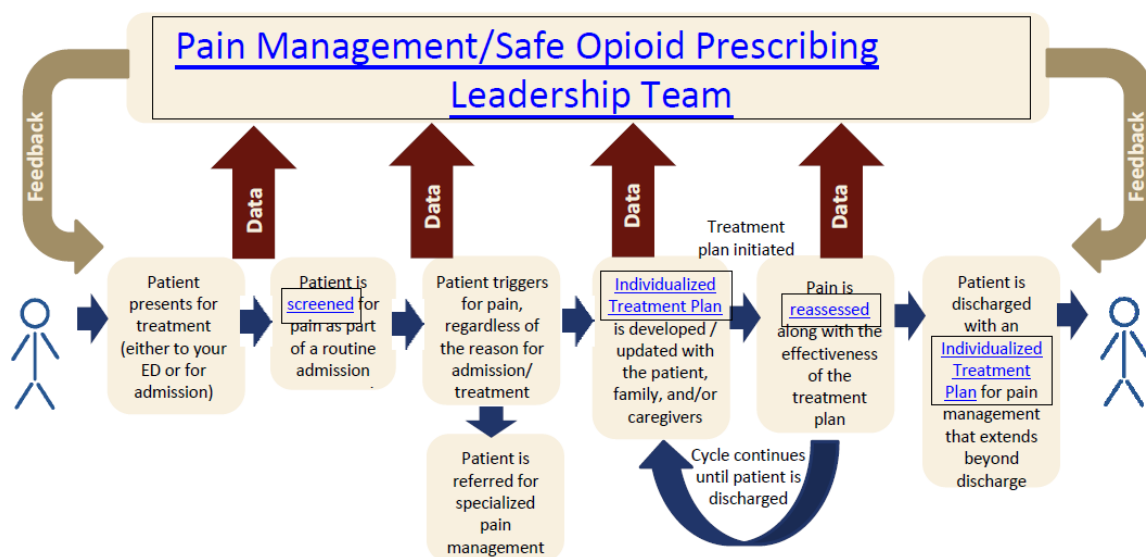 Pain Management/Safe Opioid Prescribing
Leadership Team
Feedback
Feedback
Data
Data
Data
Data
Treatment
plan initiated
Patient
presents for
treatment
(either to your
ED or for
admission)
Patient is
screened for
pain as part
of a routine
admission
Patient triggers
for pain,
regardless of
the reason for
admission/
treatment
Patient is
referred for
specialized
pain
management
Individualized
Treatment Plan
is developed /
updated with
the patient,
family, and/or
caregivers
Pain is
reassessed
along with the
effectiveness
of the
treatment
plan
Cycle continues
until patient is
discharged
Patient is
discharged
with an
Individualized
Treatment
Plan for pain
management
that extends
beyond
discharge